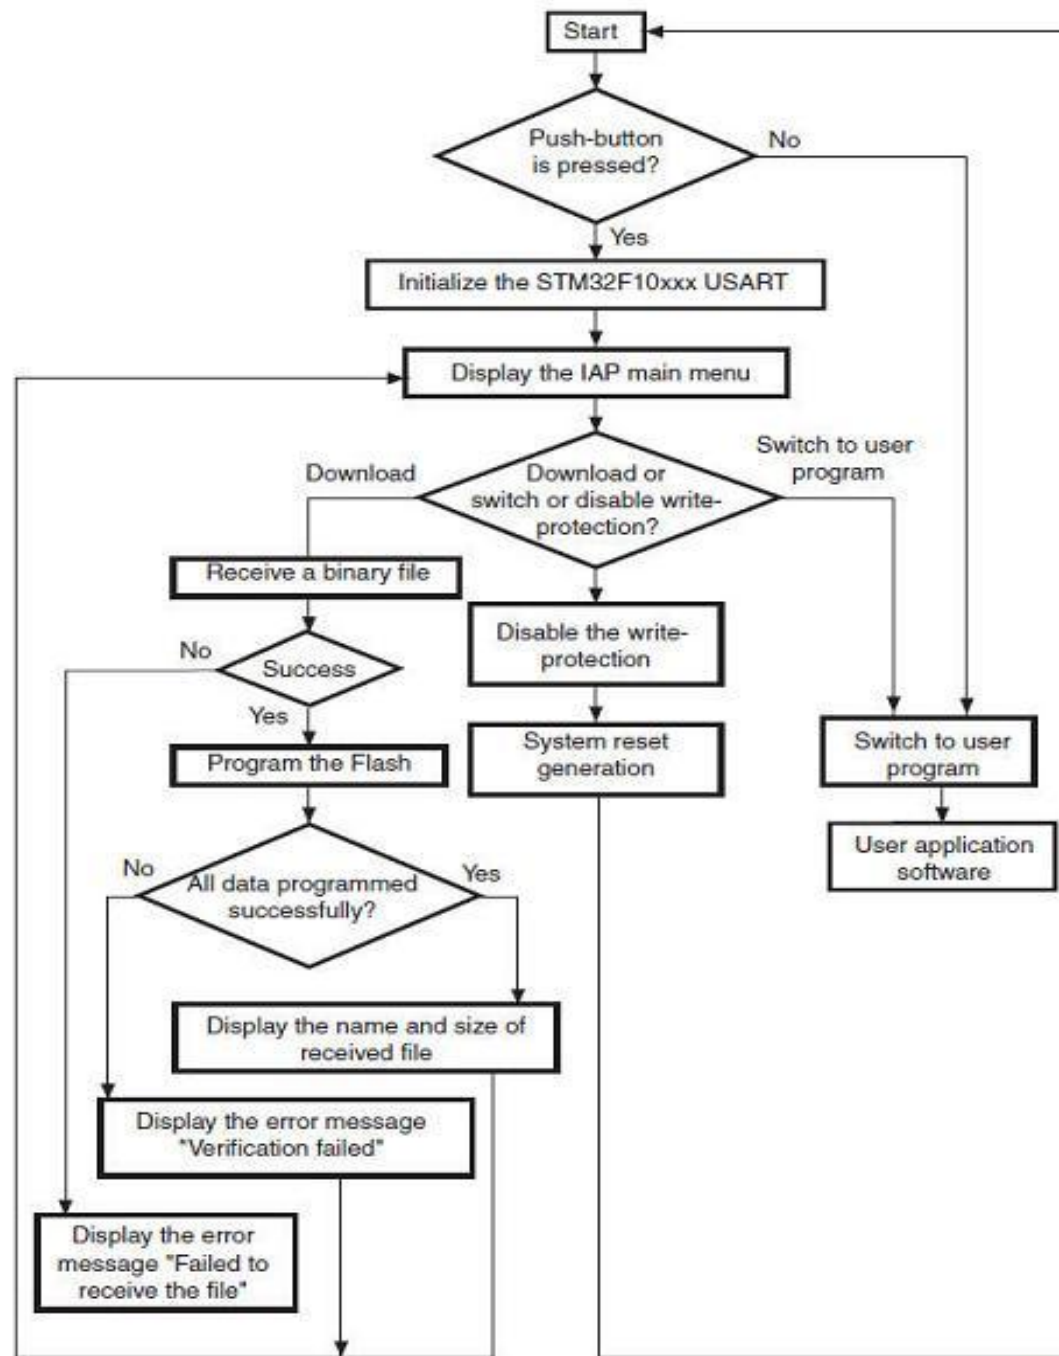 Start
Push-button
is pressed?
No
Yes
Initialize the STM32F10xxx USART
Display the IAP main menu
Switch to user
program
Download
Download or
switch or disable write-
protection?
Receive a binary file
Disable the write-
protection
No
Success
Yes
System reset
generation
Switch to user
program
Program the Flash
User application
software
No
Yes
All data programmed
successfully?
Display the name and size of
received file
Display the error message
"Verification failed"
Display the error
message "Failed to
receive the file"